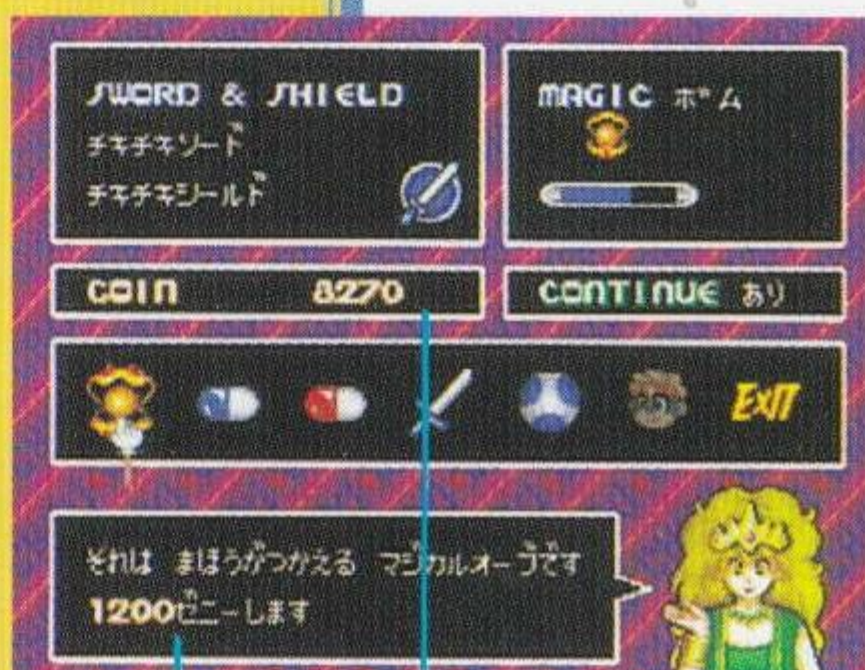 SWORD & SHIELD
チキチキソード
チキチキシールド
MAGIC ボム
COIN 8270
CONTINUE あり
EXIT
それは まほうがつかえる マジカルオーブです
1200ゼニーします